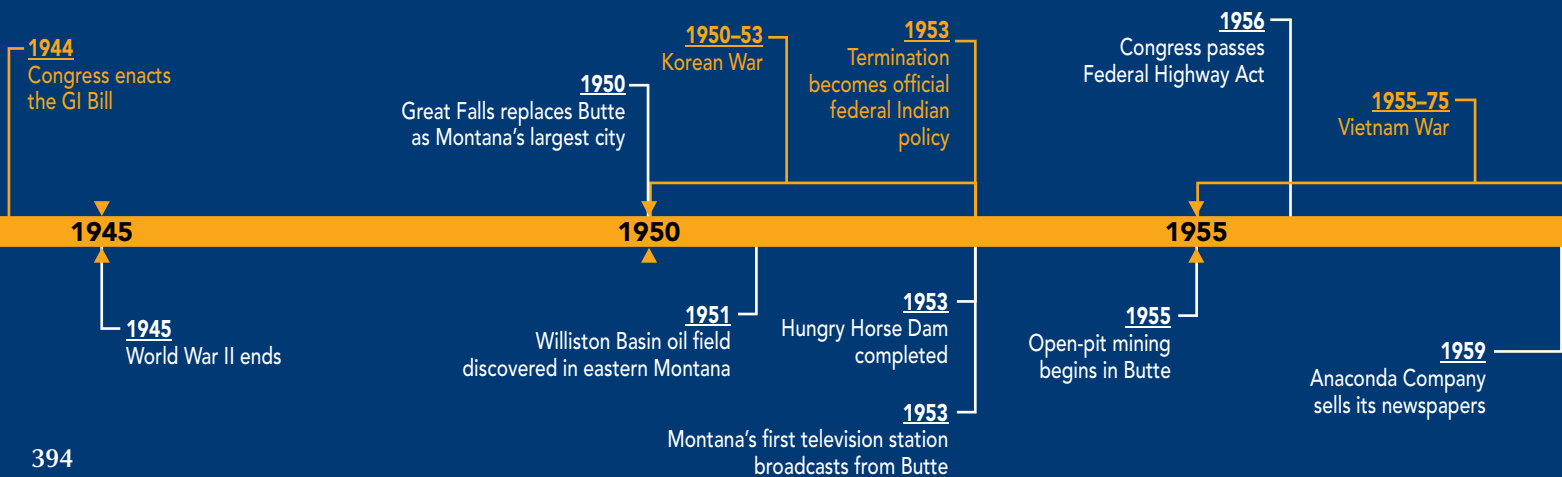 1944
Congress enacts
the GI Bill
1950
Great Falls replaces Butte
as Montana’s largest city
1950–53
Korean War
1953
Termination
becomes official
federal Indian
policy
1956
Congress passes
Federal Highway Act
1955–75
Vietnam War
1945
1950
1955
1945
World War II ends
1951
Williston Basin oil field
discovered in eastern Montana
1953
Hungry Horse Dam
completed
1953
Montana’s first television station
broadcasts from Butte
1955
Open-pit mining
begins in Butte
1959
Anaconda Company
sells its newspapers
394